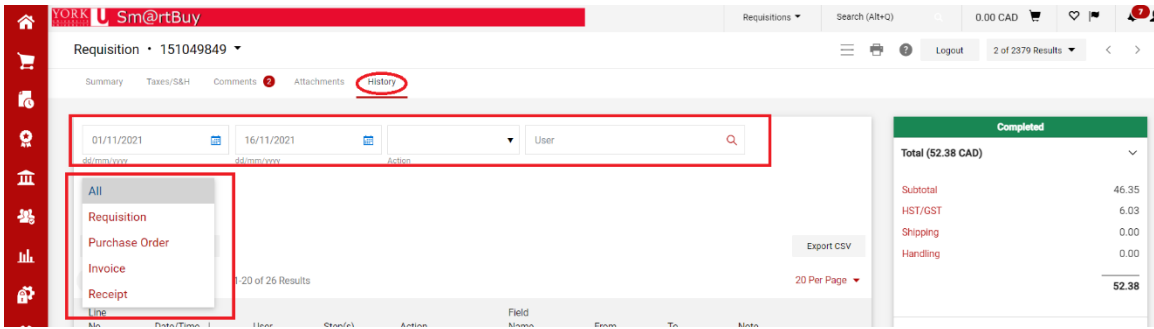 YORK U Sm@rtBuy
Requisitions
Search (Alt+Q)
0.00 CAD
7
Requisition • 151049849
Logout
2 of 2379 Results
Summary
Taxes/S&H
Comments 2
Attachments
History
01/11/2021
16/11/2021
User
dd/mm/yyyy
dd/mm/yyyy
Action
All
Requisition
Purchase Order
Invoice
Receipt
Export CSV
1-20 of 26 Results
20 Per Page
Line
No.
Date/Time
User
Step(s)
Action
Field
Name
From
To
Note
Completed
Total (52.38 CAD)
Subtotal 46.35
HST/GST 6.03
Shipping 0.00
Handling 0.00
52.38